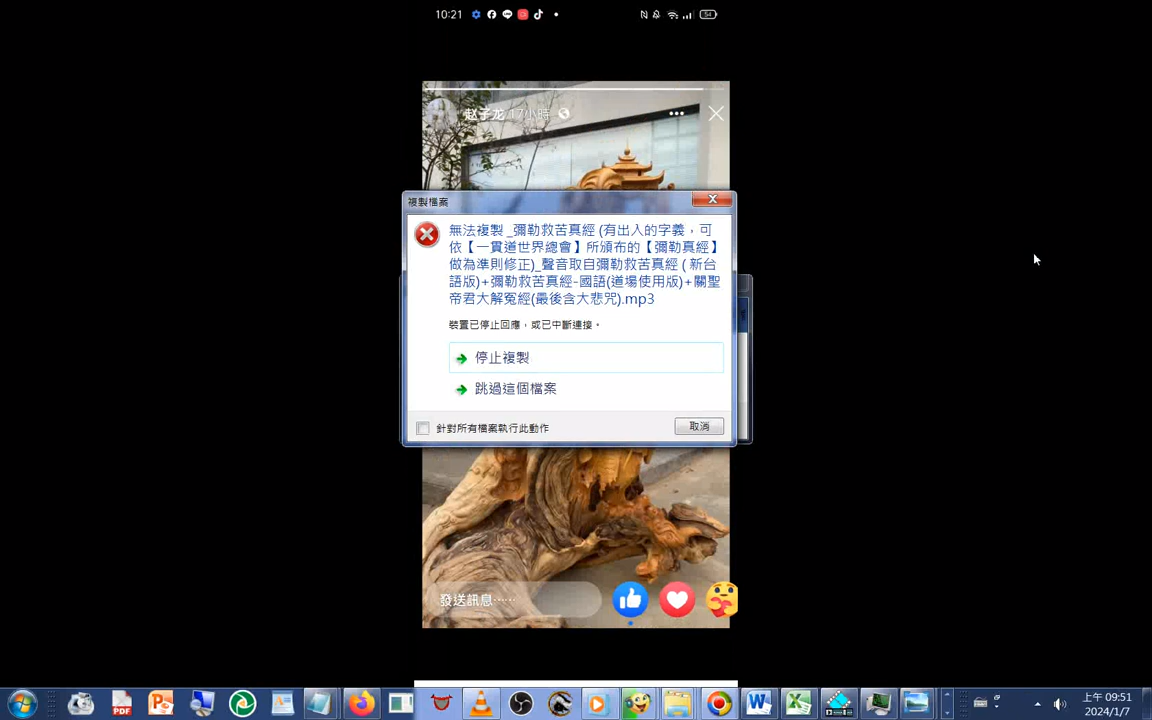 10:21
54
赵子龙 17小時
複製檔案
無法複製 _彌勒救苦真經 (有出入的字義，可
依【一貫道世界總會】所頒布的【彌勒真經】
做為準則修正)_聲音取自彌勒救苦真經 ( 新台
語版)+彌勒救苦真經-國語(道場使用版)+關聖
帝君大解冤經(最後含大悲咒).mp3
裝置已停止回應，或已中斷連接。
停止複製
跳過這個檔案
針對所有檔案執行此動作
取消
發送訊息……
PDF
上午 09:51
2024/1/7